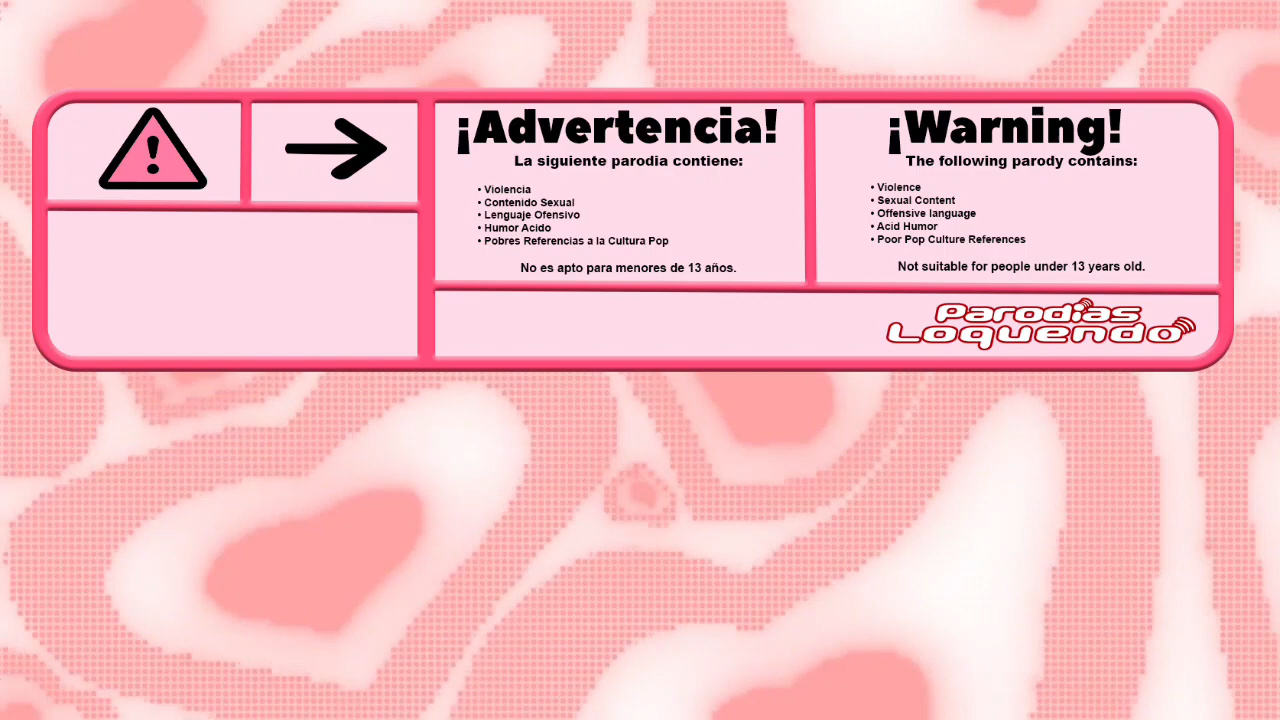 ¡Advertencia!
La siguiente parodia contiene:
• Violencia
• Contenido Sexual
• Lenguaje Ofensivo
• Humor Acido
• Pobres Referencias a la Cultura Pop
No es apto para menores de 13 años.
¡Warning!
The following parody contains:
• Violence
• Sexual Content
• Offensive language
• Acid Humor
• Poor Pop Culture References
Not suitable for people under 13 years old.
Parodias
Loquendo